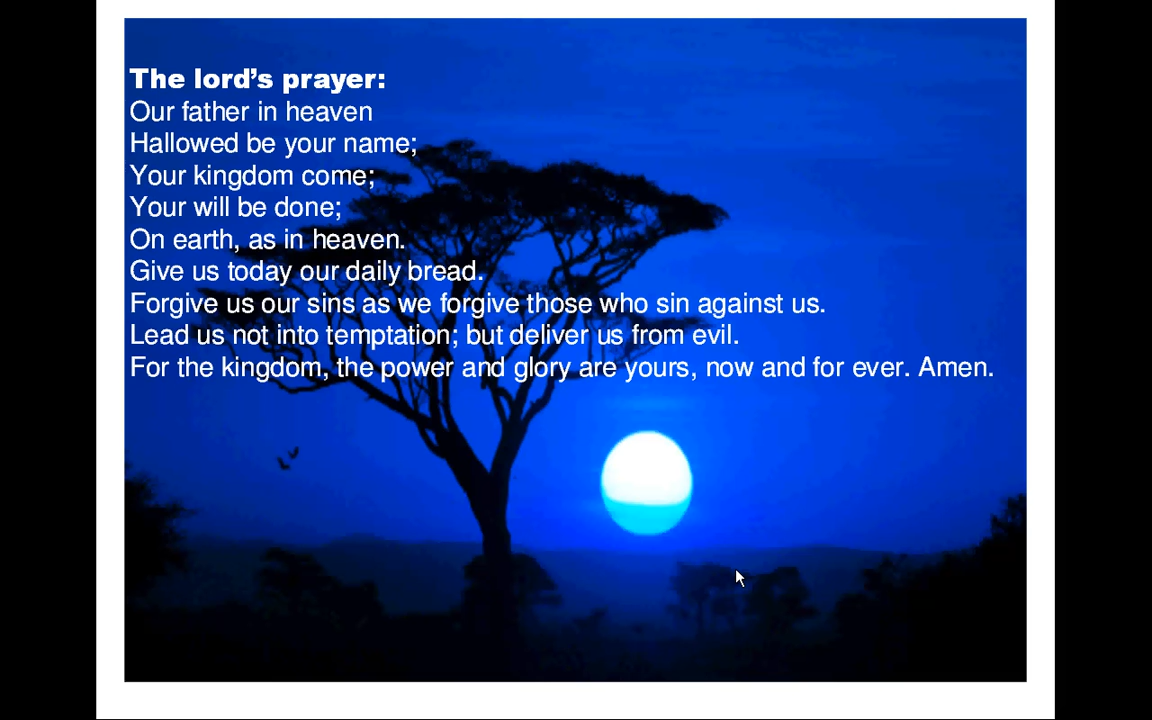 The lord’s prayer:
Our father in heaven
Hallowed be your name;
Your kingdom come;
Your will be done;
On earth, as in heaven.
Give us today our daily bread.
Forgive us our sins as we forgive those who sin against us.
Lead us not into temptation; but deliver us from evil.
For the kingdom, the power and glory are yours, now and for ever. Amen.